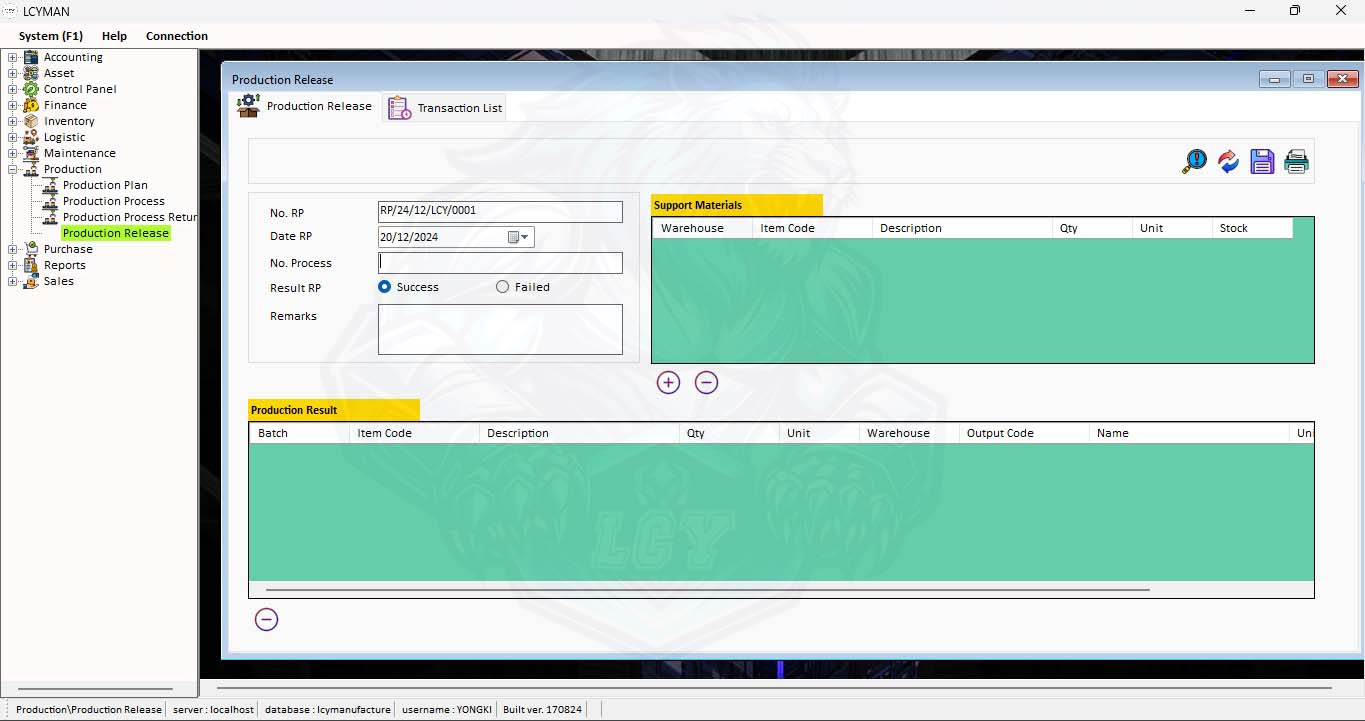 LCYMAN
System (F1) Help Connection
Accounting
Asset
Control Panel
Finance
Inventory
Logistic
Maintenance
Production
Production Plan
Production Process
Production Process Retur
Production Release
Purchase
Reports
Sales
Production Release
Production Release Transaction List
No. RP RP/24/12/LCY/0001
Date RP 20/12/2024
No. Process
Result RP Success Failed
Remarks
Support Materials
Warehouse Item Code Description Qty Unit Stock
Production Result
Batch Item Code Description Qty Unit Warehouse Output Code Name Uni
LCY
Production\Production Release server : localhost database : lcymanufacture username : YONGKI Built ver. 170824